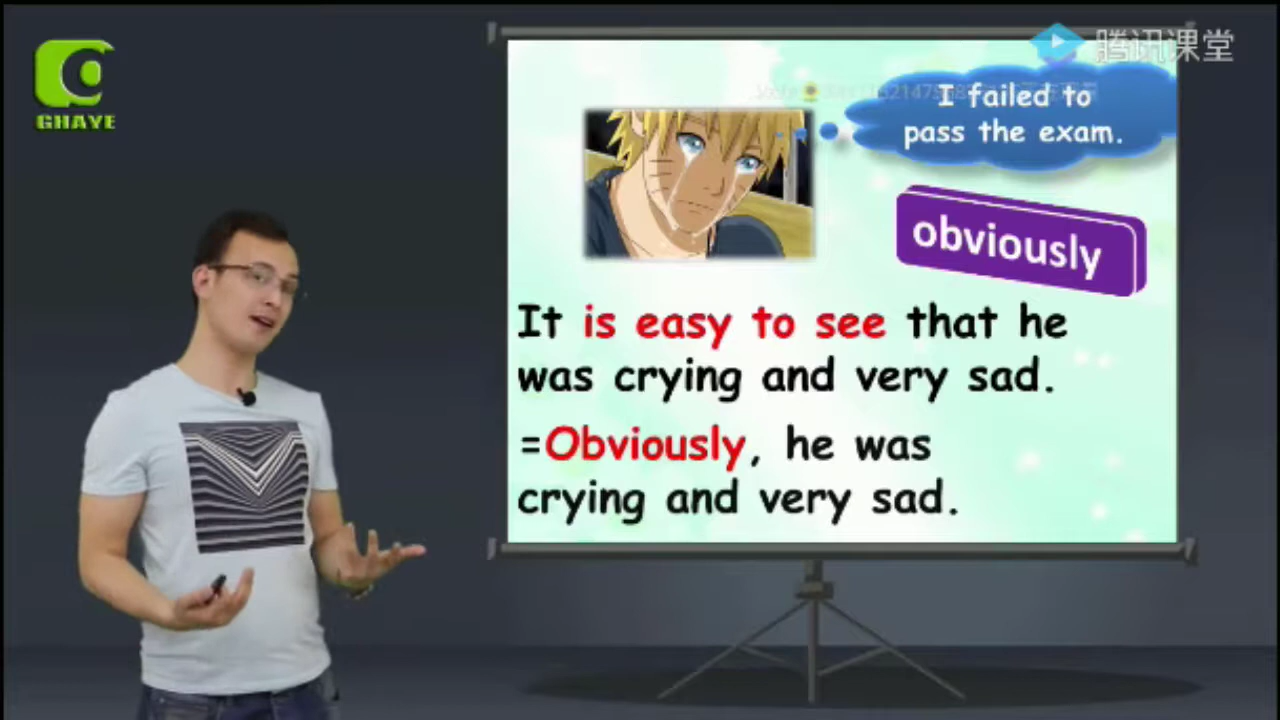 GHAYE
腾讯课堂
I failed to
pass the exam.
obviously
It is easy to see that he
was crying and very sad.
=Obviously, he was
crying and very sad.